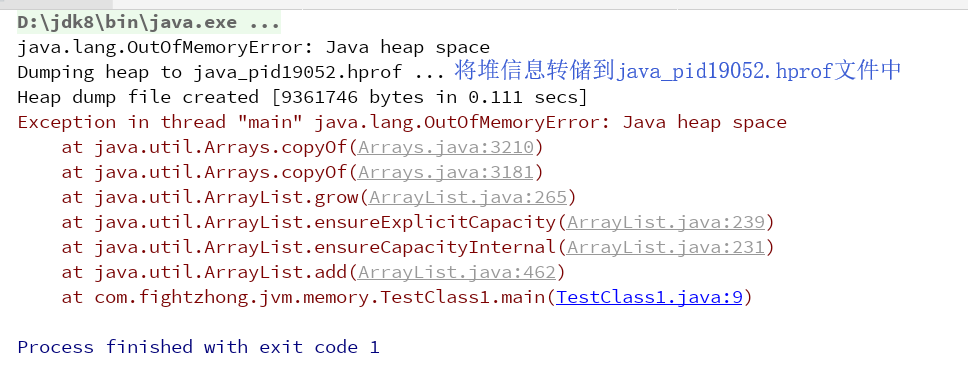 D:\jdk8\bin\java.exe ...
java.lang.OutOfMemoryError: Java heap space
Dumping heap to java_pid19052.hprof ... 将堆信息转储到java_pid19052.hprof文件中
Heap dump file created [9361746 bytes in 0.111 secs]
Exception in thread "main" java.lang.OutOfMemoryError: Java heap space
    at java.util.Arrays.copyOf(Arrays.java:3210)
    at java.util.Arrays.copyOf(Arrays.java:3181)
    at java.util.ArrayList.grow(ArrayList.java:265)
    at java.util.ArrayList.ensureExplicitCapacity(ArrayList.java:239)
    at java.util.ArrayList.ensureCapacityInternal(ArrayList.java:231)
    at java.util.ArrayList.add(ArrayList.java:462)
    at com.fightzhong.jvm.memory.TestClass1.main(TestClass1.java:9)
Process finished with exit code 1